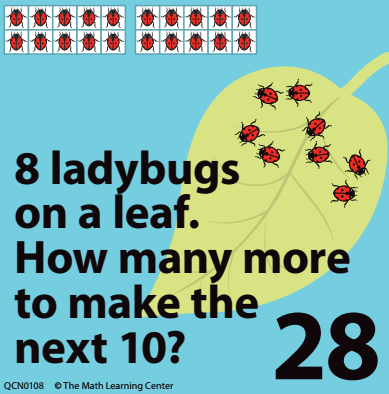 8 ladybugs
on a leaf.
How many more
to make the
next 10?
28
QCN0108 © The Math Learning Center